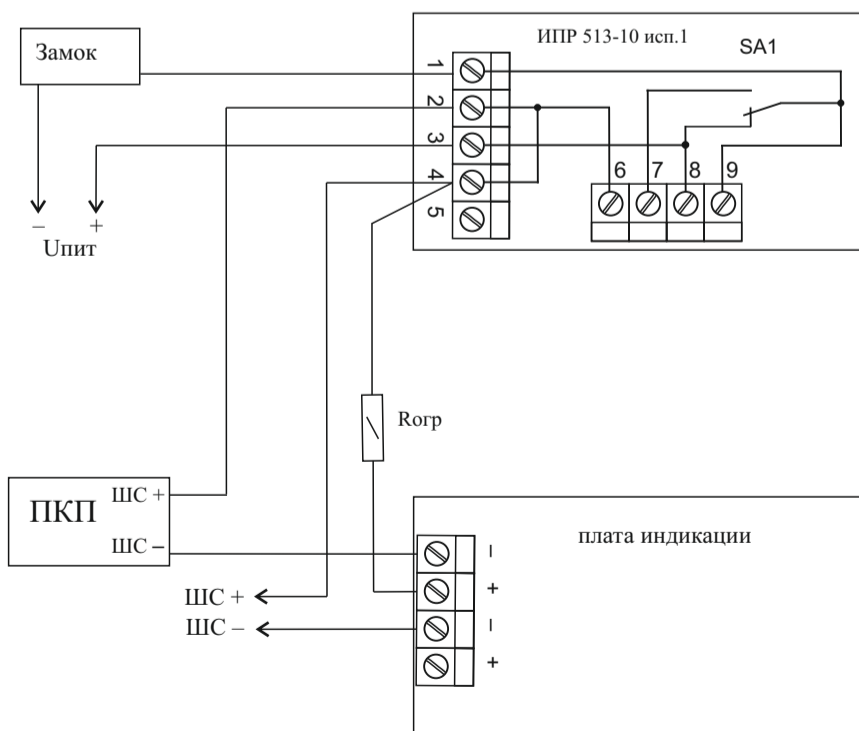 Замок
ИПР 513-10 исп.1
SA1
1
2
3
4
5
6 7 8 9
– +
Uпит
Rогр
ПКП
ШС +
ШС –
ШС +
ШС –
плата индикации
–
+
–
+